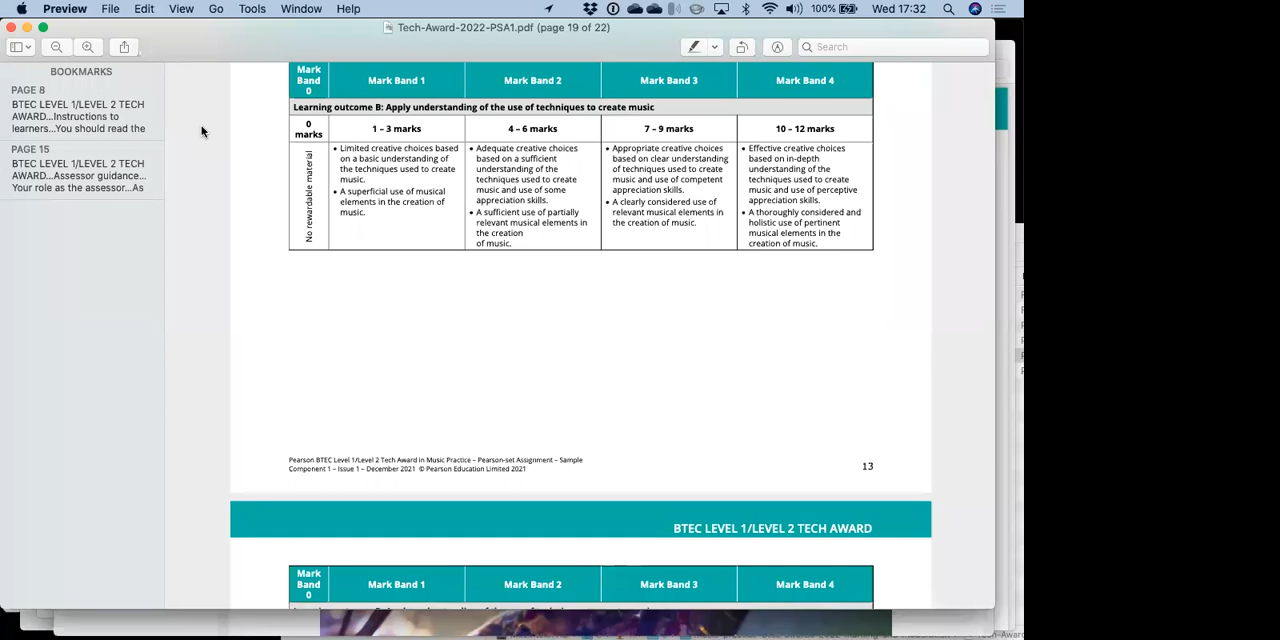 Preview File Edit View Go Tools Window Help 100% Wed 17:32
Tech-Award-2022-PSA1.pdf (page 19 of 22)
Search
BOOKMARKS
PAGE 8
BTEC LEVEL 1/LEVEL 2 TECH
AWARD...Instructions to
learners...You should read the
PAGE 15
BTEC LEVEL 1/LEVEL 2 TECH
AWARD...Assessor guidance...
Your role as the assessor...As
Mark
Band
0
Mark Band 1
Mark Band 2
Mark Band 3
Mark Band 4
Learning outcome B: Apply understanding of the use of techniques to create music
0
marks
1 – 3 marks
4 – 6 marks
7 – 9 marks
10 – 12 marks
No rewardable material
• Limited creative choices based
on a basic understanding of
the techniques used to create
music.
• A superficial use of musical
elements in the creation of
music.
• Adequate creative choices
based on a sufficient
understanding of the
techniques used to create
music and use of some
appreciation skills.
• A sufficient use of partially
relevant musical elements in
the creation
of music.
• Appropriate creative choices
based on clear understanding
of techniques used to create
music and use of competent
appreciation skills.
• A clearly considered use of
relevant musical elements in
the creation of music.
• Effective creative choices
based on in-depth
understanding of the
techniques used to create
music and use of perceptive
appreciation skills.
• A thoroughly considered and
holistic use of pertinent
musical elements in the
creation of music.
Pearson BTEC Level 1/Level 2 Tech Award in Music Practice – Pearson-set Assignment – Sample
Component 1 – Issue 1 – December 2021 © Pearson Education Limited 2021
13
BTEC LEVEL 1/LEVEL 2 TECH AWARD
Mark
Band
0
Mark Band 1
Mark Band 2
Mark Band 3
Mark Band 4